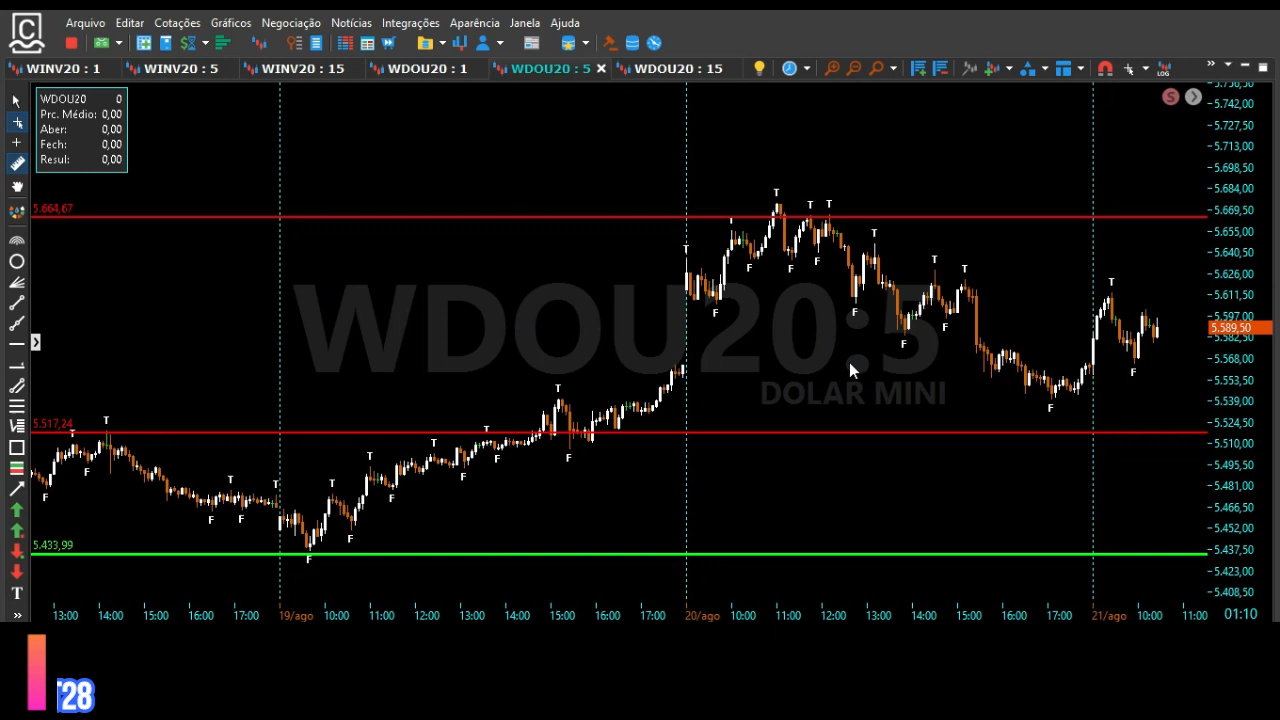 Arquivo Editar Cotações Gráficos Negociação Notícias Integrações Aparência Janela Ajuda
WINV20 : 1 WINV20 : 5 WINV20 : 15 WDOU20 : 1 WDOU20 : 5 WDOU20 : 15 LOG
WDOU20 0
Prc. Médio: 0,00
Aber: 0,00
Fech: 0,00
Resul: 0,00
S
5.742,00
5.727,50
5.713,00
5.698,50
5.684,00
5.669,50
5.655,00
5.640,50
5.626,00
5.611,50
5.597,00
5.589,50
5.582,50
5.568,00
5.553,50
5.539,00
5.524,50
5.510,00
5.495,50
5.481,00
5.466,50
5.452,00
5.437,50
5.423,00
5.408,50
5.664,67
5.517,24
5.433,99
WDOU20:5
DOLAR MINI
T T T T T T T T T T T T T T T T T T
F F F F F F F F F F F F F F F F F F F
13:00 14:00 15:00 16:00 17:00 19/ago 10:00 11:00 12:00 13:00 14:00 15:00 16:00 17:00 20/ago 10:00 11:00 12:00 13:00 14:00 15:00 16:00 17:00 21/ago 10:00 11:00 01:10
T28